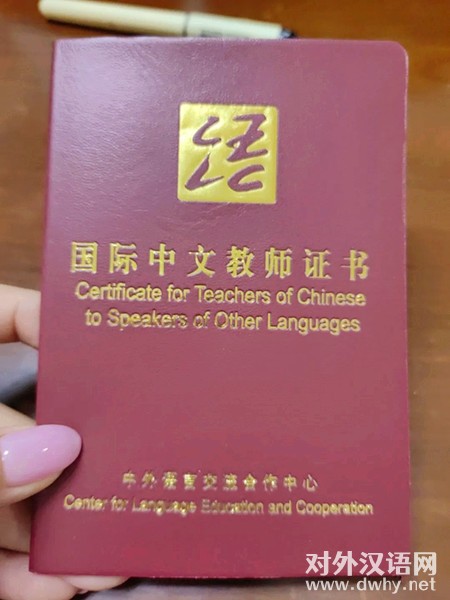 国际中文教师证书
Certificate for Teachers of Chinese
to Speakers of Other Languages
中外语言交流合作中心
Center for Language Education and Cooperation
对外汉语网
www.dwhy.net